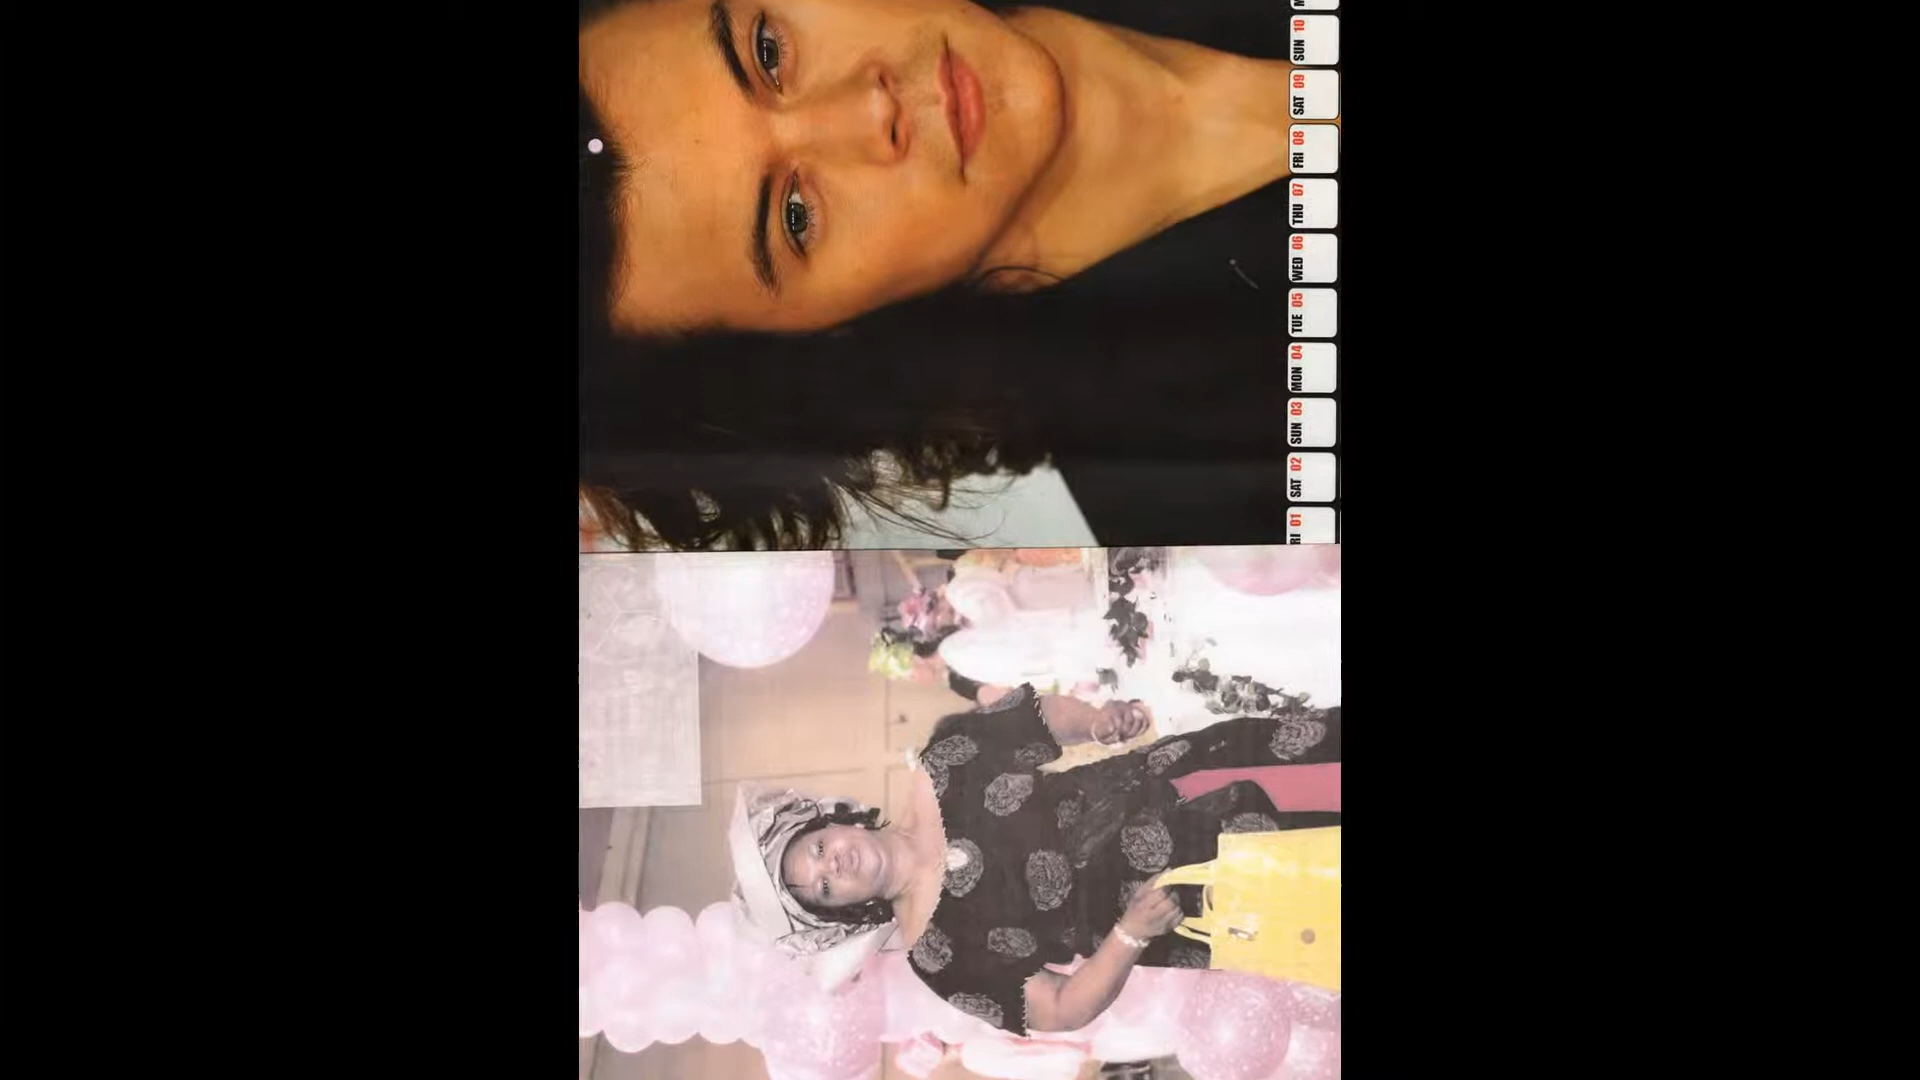 RI 01
SAT 02
SUN 03
MON 04
TUE 05
WED 06
THU 07
FRI 08
SAT 09
SUN 10